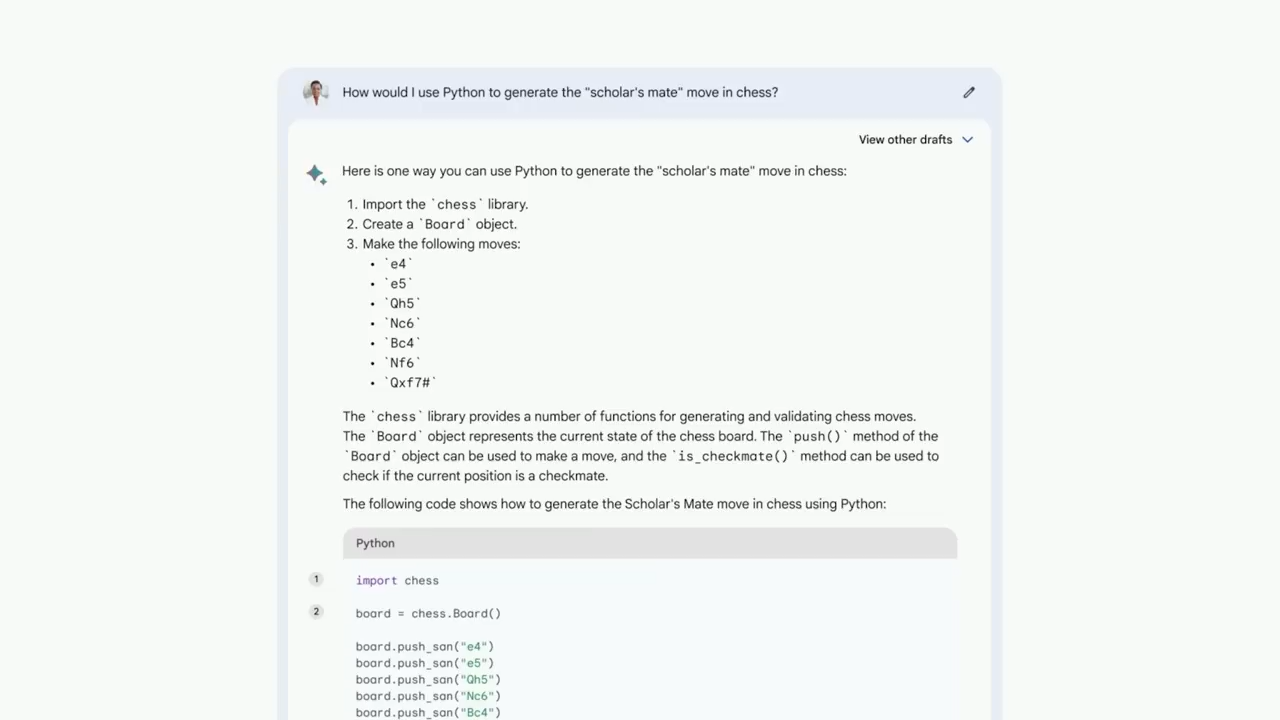 How would I use Python to generate the "scholar's mate" move in chess?
View other drafts
Here is one way you can use Python to generate the "scholar's mate" move in chess:
1. Import the `chess` library.
2. Create a `Board` object.
3. Make the following moves:
• `e4`
• `e5`
• `Qh5`
• `Nc6`
• `Bc4`
• `Nf6`
• `Qxf7#`
The `chess` library provides a number of functions for generating and validating chess moves.
The `Board` object represents the current state of the chess board. The `push()` method of the
`Board` object can be used to make a move, and the `is_checkmate()` method can be used to
check if the current position is a checkmate.
The following code shows how to generate the Scholar's Mate move in chess using Python:
Python
1 import chess
2 board = chess.Board()
board.push_san("e4")
board.push_san("e5")
board.push_san("Qh5")
board.push_san("Nc6")
board.push_san("Bc4")